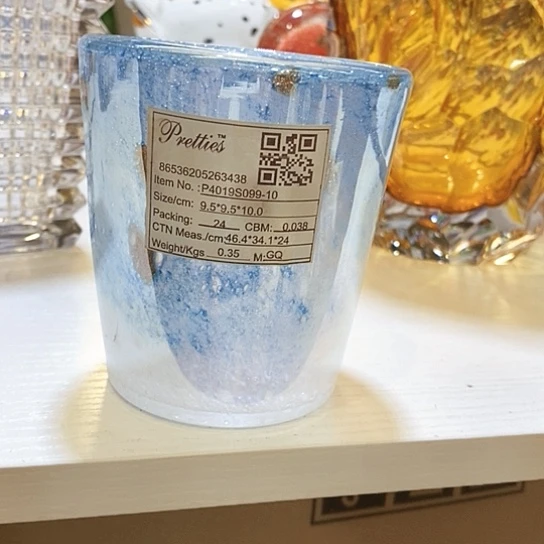 Pretties™
86536205263438
Item No. :P4019S099-10
Size/cm: 9.5*9.5*10.0
Packing: 24 CBM: 0.038
CTN Meas./cm:46.4*34.1*24
Weight/Kgs 0.35 M:GQ